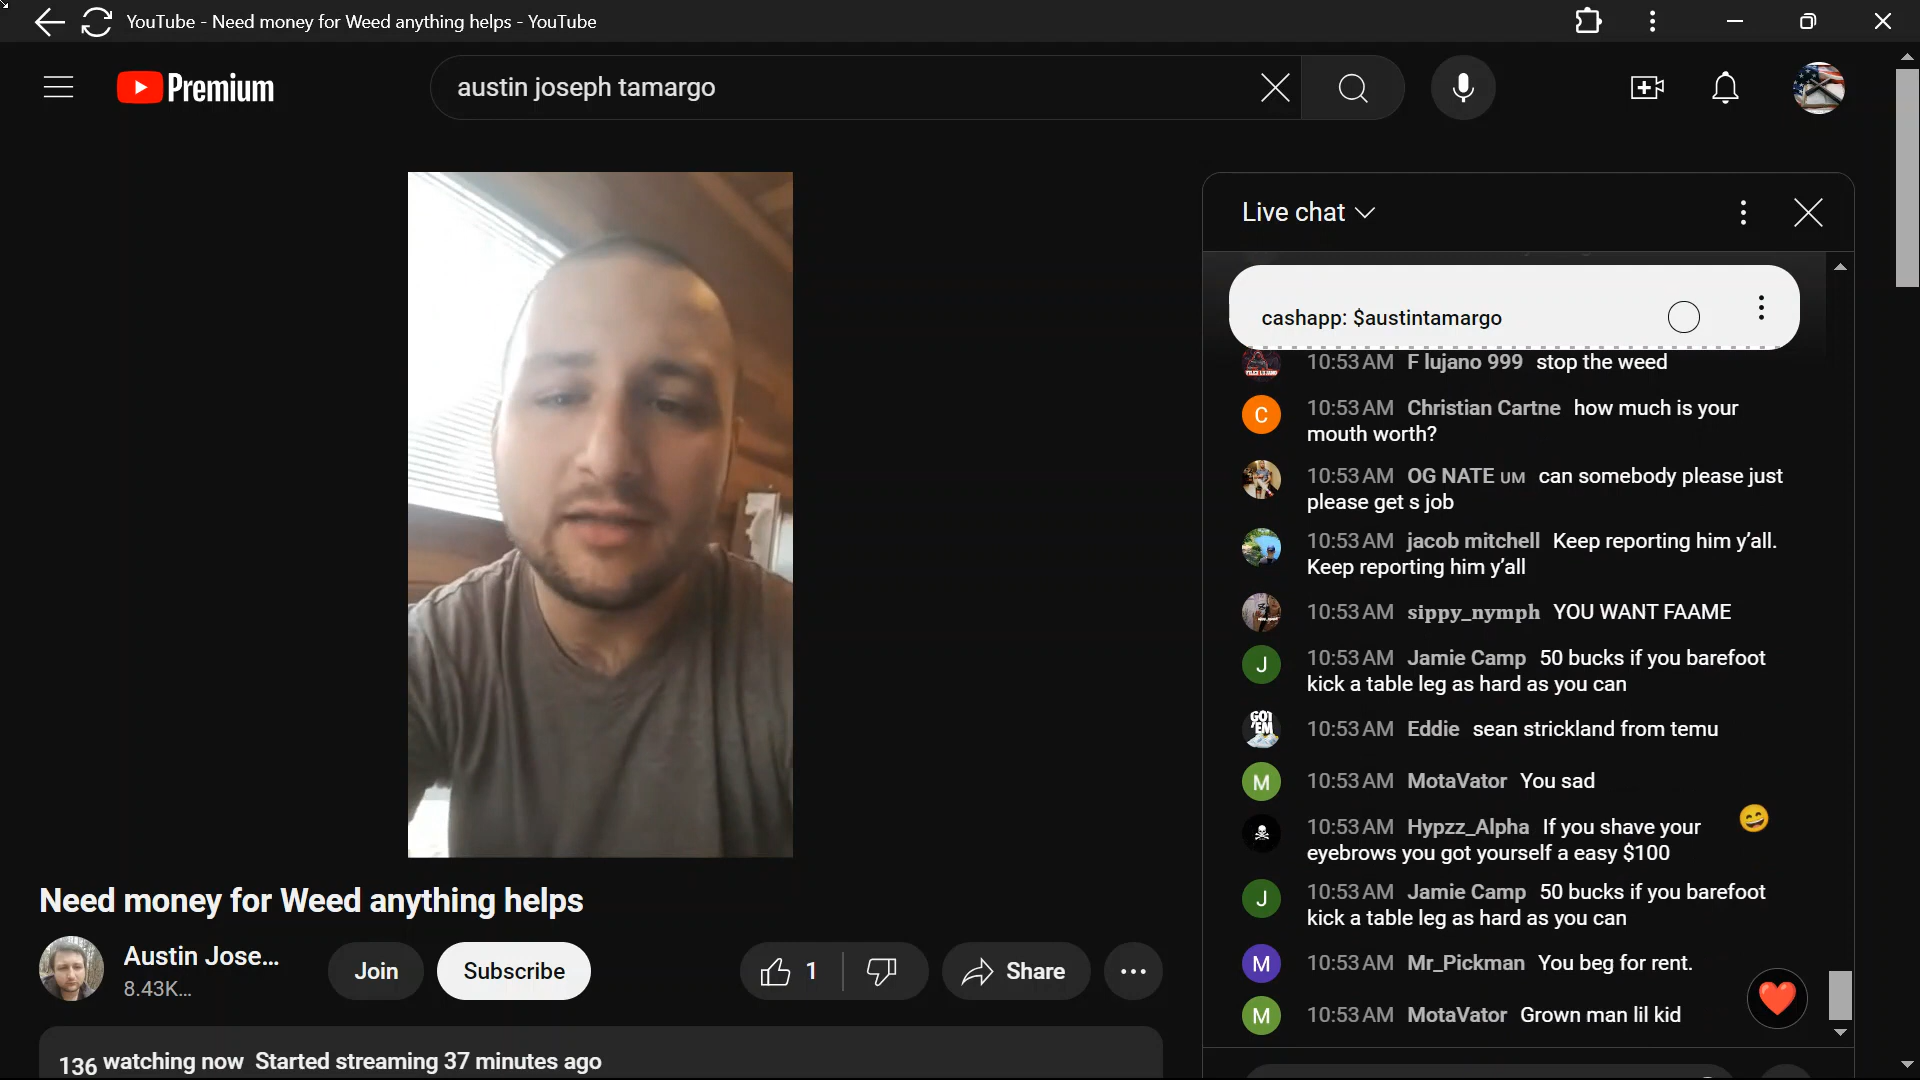 YouTube - Need money for Weed anything helps - YouTube
Premium
austin joseph tamargo
Live chat
cashapp: $austintamargo
10:53 AM F lujano 999 stop the weed
C
10:53 AM Christian Cartne how much is your
mouth worth?
10:53 AM OG NATE UM can somebody please just
please get s job
10:53 AM jacob mitchell Keep reporting him y'all.
Keep reporting him y'all
10:53 AM sippy_nymph YOU WANT FAAME
J
10:53 AM Jamie Camp 50 bucks if you barefoot
kick a table leg as hard as you can
GOT
'EM
10:53 AM Eddie sean strickland from temu
M
10:53 AM MotaVator You sad
10:53 AM Hypzz_Alpha If you shave your
eyebrows you got yourself a easy $100
J
10:53 AM Jamie Camp 50 bucks if you barefoot
kick a table leg as hard as you can
M
10:53 AM Mr_Pickman You beg for rent.
M
10:53 AM MotaVator Grown man lil kid
Need money for Weed anything helps
Austin Jose...
8.43K...
Join
Subscribe
1
Share
136 watching now Started streaming 37 minutes ago